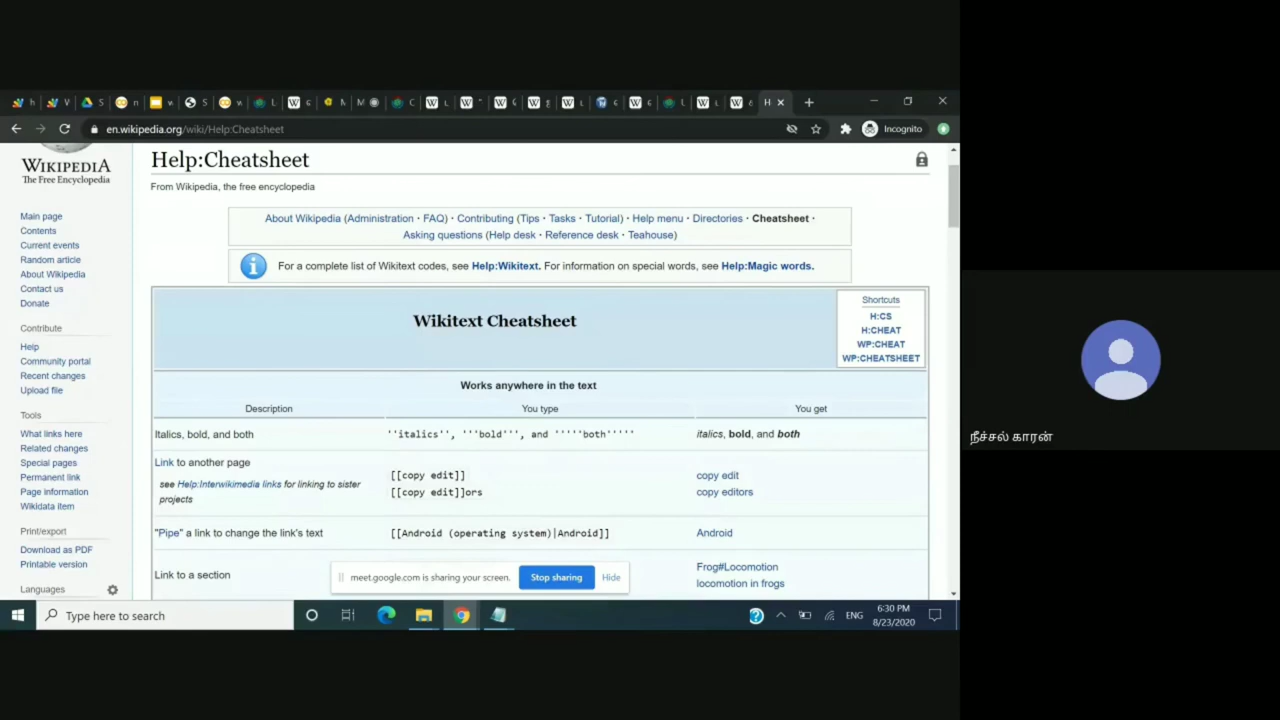 en.wikipedia.org/wiki/Help:Cheatsheet
Incognito
WIKIPEDIA
The Free Encyclopedia
Main page
Contents
Current events
Random article
About Wikipedia
Contact us
Donate
Contribute
Help
Community portal
Recent changes
Upload file
Tools
What links here
Related changes
Special pages
Permanent link
Page information
Wikidata item
Print/export
Download as PDF
Printable version
Languages
Help:Cheatsheet
From Wikipedia, the free encyclopedia
About Wikipedia (Administration · FAQ) · Contributing (Tips · Tasks · Tutorial) · Help menu · Directories · Cheatsheet ·
Asking questions (Help desk · Reference desk · Teahouse)
For a complete list of Wikitext codes, see Help:Wikitext. For information on special words, see Help:Magic words.
Wikitext Cheatsheet
Shortcuts
H:CS
H:CHEAT
WP:CHEAT
WP:CHEATSHEET
Works anywhere in the text
Description You type You get
Italics, bold, and both ''italics'', '''bold''', and '''''both''''' italics, bold, and both
Link to another page
see Help:Interwikimedia links for linking to sister
projects
[[copy edit]] copy edit
[[copy edit]]ors copy editors
"Pipe" a link to change the link's text [[Android (operating system)|Android]] Android
Link to a section
Frog#Locomotion
locomotion in frogs
meet.google.com is sharing your screen. Stop sharing Hide
Type here to search
ENG
6:30 PM
8/23/2020
நீச்சல் காரன்